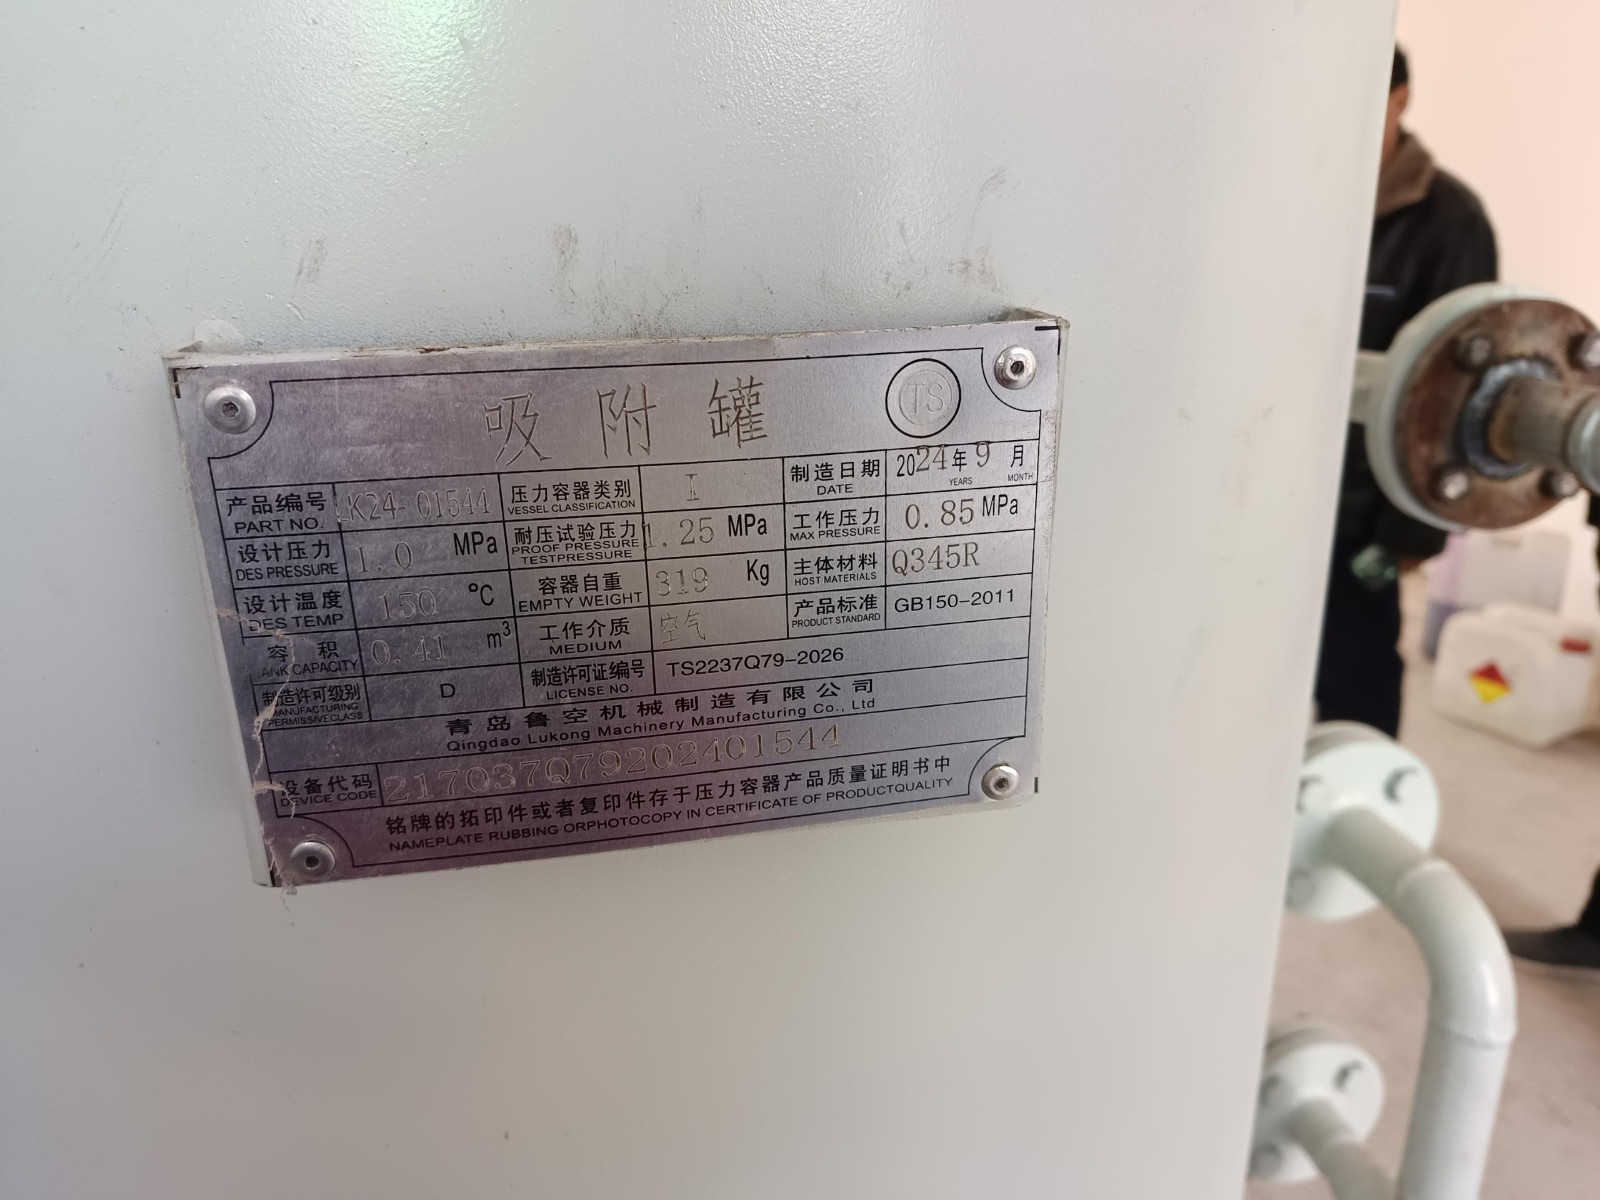 吸附罐 TS
产品编号 LK24-01544 压力容器类别 I 制造日期 2024年9月
PART NO. VESSEL CLASSIFICATION DATE YEARS MONTH
设计压力 1.0 MPa 耐压试验压力 1.25 MPa 工作压力 0.85 MPa
DES PRESSURE PROOF PRESSURE TESTPRESSURE MAX PRESSURE
设计温度 150 °C 容器自重 319 Kg 主体材料 Q345R
DES TEMP EMPTY WEIGHT HOST MATERIALS
容积 0.41 m³ 工作介质 空气 产品标准 GB150-2011
ANK CAPACITY MEDIUM PRODUCT STANDARD
制造许可级别 D 制造许可证编号 TS2237Q79-2026
MANUFACTURING PERMISSIVECLASS LICENSE NO.
青岛鲁空机械制造有限公司
Qingdao Lukong Machinery Manufacturing Co., Ltd
设备代码 217037Q79202401544
DEVICE CODE
铭牌的拓印件或者复印件存于压力容器产品质量证明书中
NAMEPLATE RUBBING ORPHOTOCOPY IN CERTIFICATE OF PRODUCTQUALITY